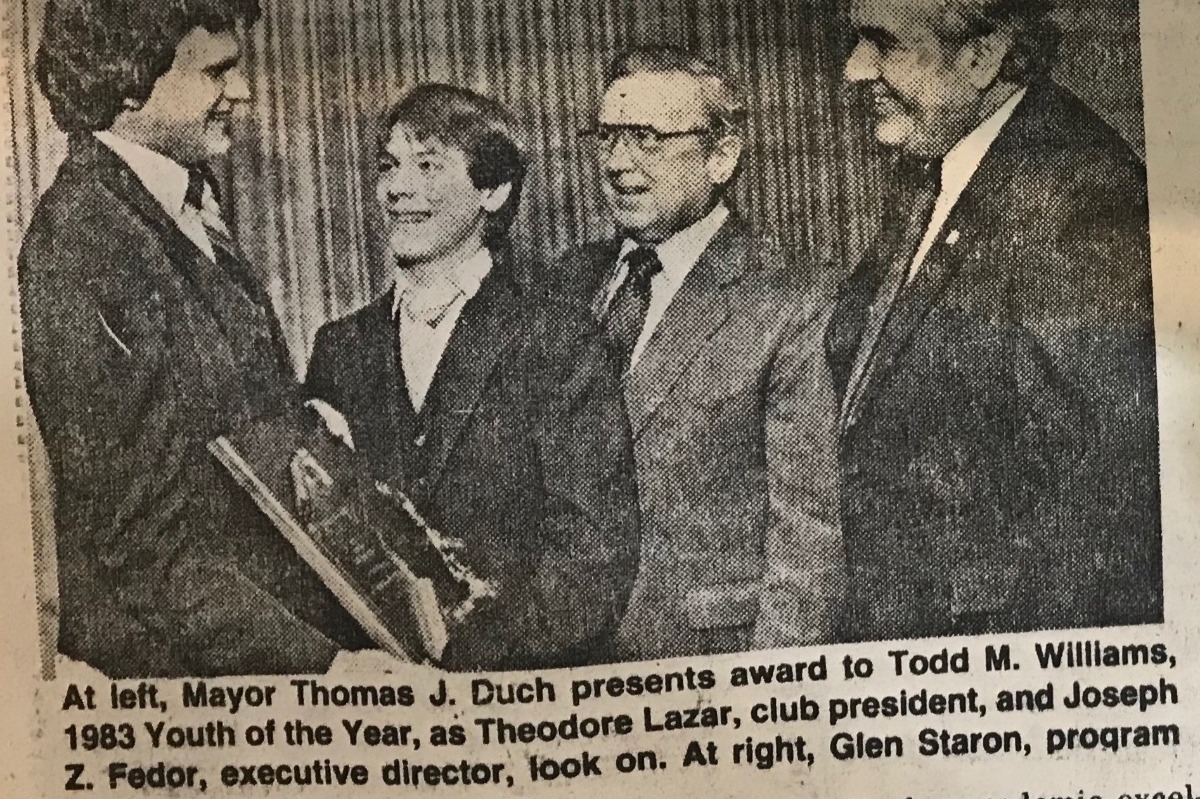 At left, Mayor Thomas J. Duch presents award to Todd M. Williams,
1983 Youth of the Year, as Theodore Lazar, club president, and Joseph
Z. Fedor, executive director, look on. At right, Glen Staron, program